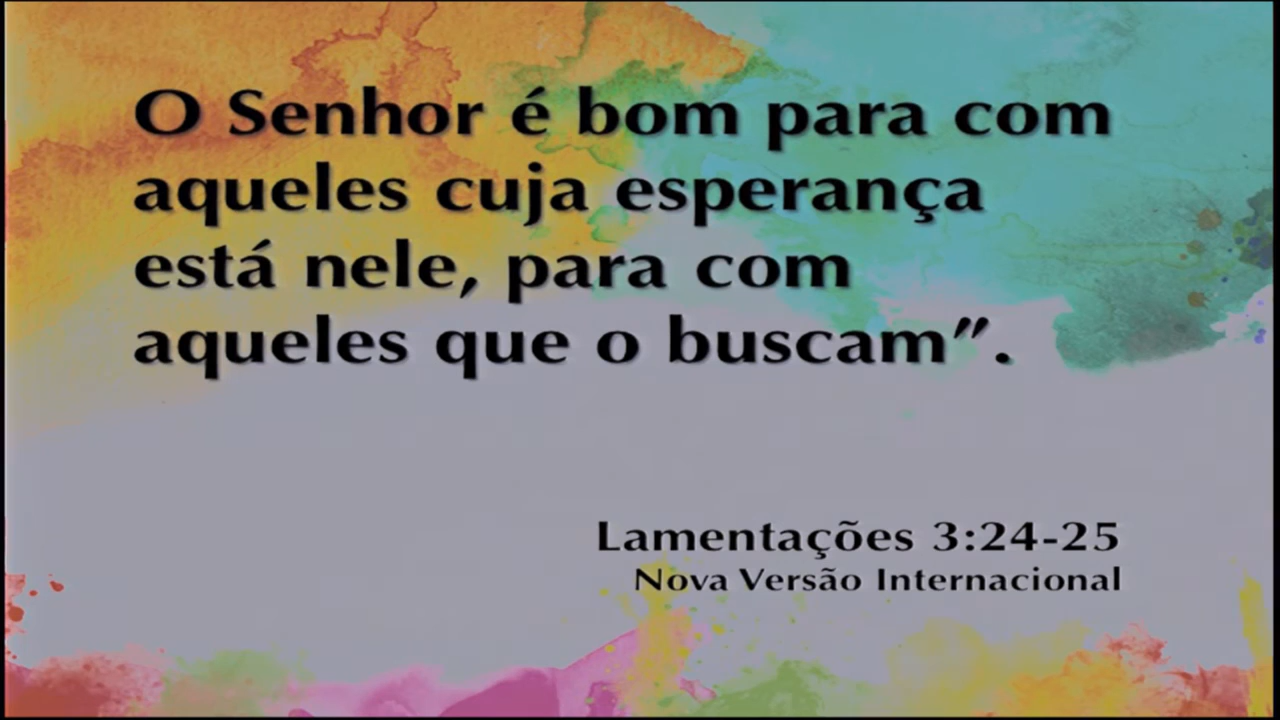 O Senhor é bom para com
aqueles cuja esperança
está nele, para com
aqueles que o buscam”.
Lamentações 3:24-25
Nova Versão Internacional